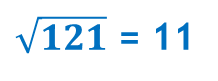 √121 = 11